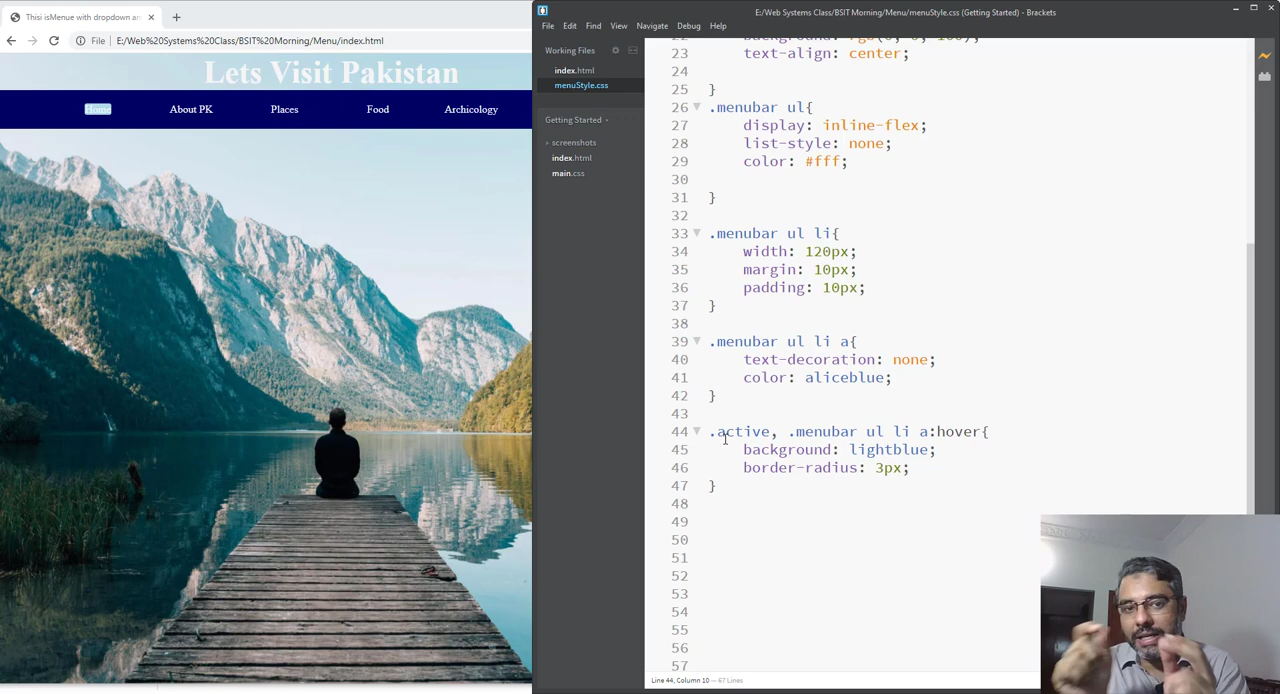 This isMenue with dropdown an
File
E:/Web%20Systems%20Class/BSIT%20Morning/Menu/index.html
Lets Visit Pakistan
Home
About PK
Places
Food
Archicology
E:/Web Systems Class/BSIT Morning/Menu/menuStyle.css (Getting Started) - Brackets
File Edit Find View Navigate Debug Help
Working Files
index.html
menuStyle.css
Getting Started
screenshots
index.html
main.css
23 text-align: center;
24
25 }
26 .menubar ul{
27 display: inline-flex;
28 list-style: none;
29 color: #fff;
30
31 }
32
33 .menubar ul li{
34 width: 120px;
35 margin: 10px;
36 padding: 10px;
37 }
38
39 .menubar ul li a{
40 text-decoration: none;
41 color: aliceblue;
42 }
43
44 .active, .menubar ul li a:hover{
45 background: lightblue;
46 border-radius: 3px;
47 }
48
49
50
51
52
53
54
55
56
57
Line 44, Column 10 — 67 Lines